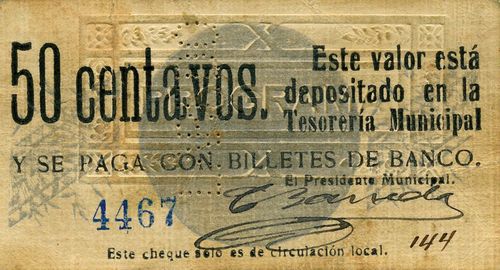 50 centavos.
Este valor está
depositado en la
Tesorería Municipal
Y SE PAGA CON BILLETES DE BANCO.
El Presidente Municipal.
4467
144
Este cheque solo es de circulación local.